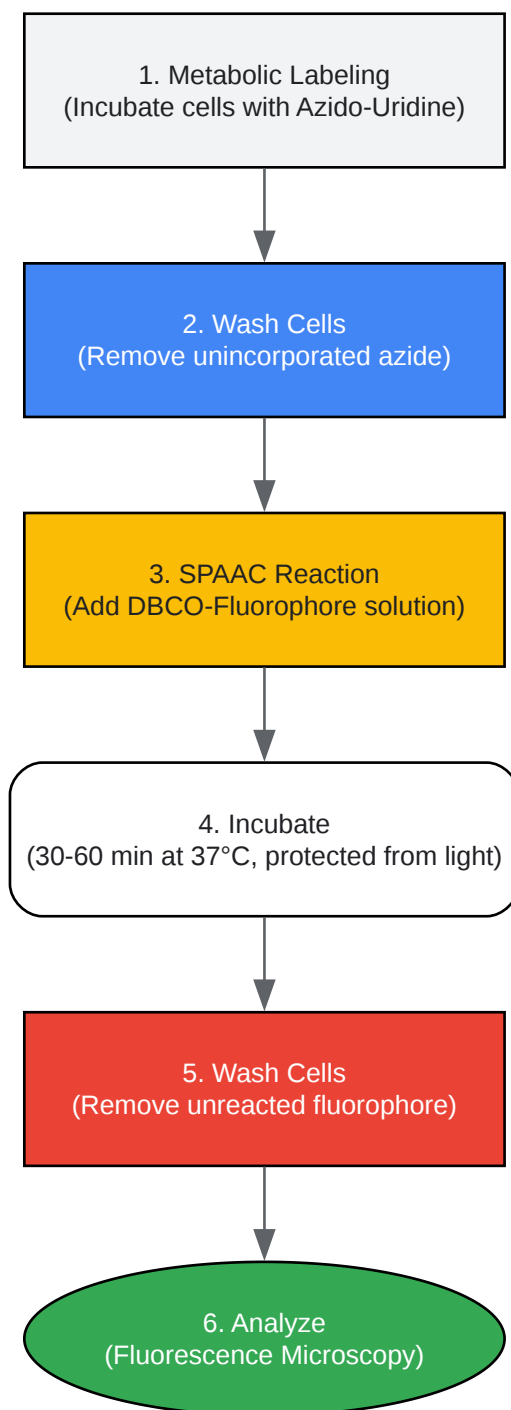 1. Metabolic Labeling
(Incubate cells with Azido-Uridine)
2. Wash Cells
(Remove unincorporated azide)
3. SPAAC Reaction
(Add DBCO-Fluorophore solution)
4. Incubate
(30-60 min at 37°C, protected from light)
5. Wash Cells
(Remove unreacted fluorophore)
6. Analyze
(Fluorescence Microscopy)